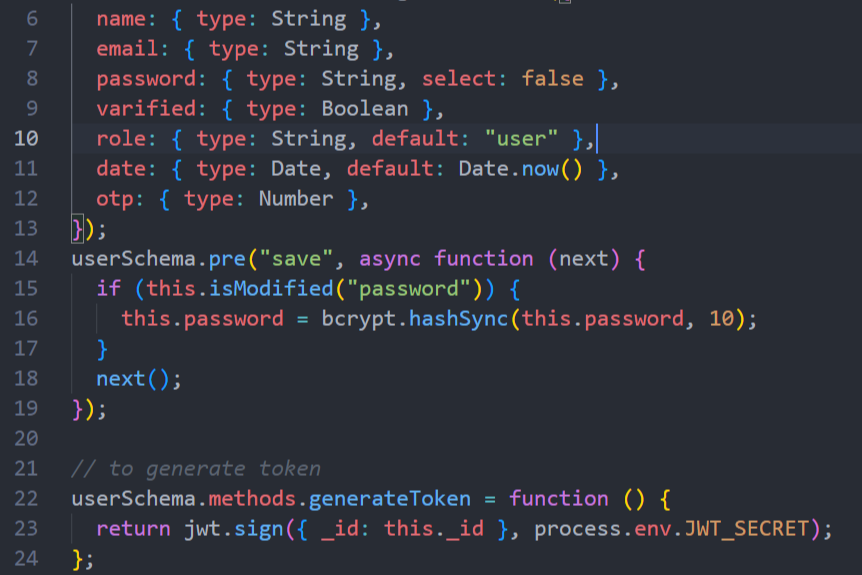 6 name: { type: String },
7 email: { type: String },
8 password: { type: String, select: false },
9 varified: { type: Boolean },
10 role: { type: String, default: "user" },
11 date: { type: Date, default: Date.now() },
12 otp: { type: Number },
13 });
14 userSchema.pre("save", async function (next) {
15 if (this.isModified("password")) {
16 this.password = bcrypt.hashSync(this.password, 10);
17 }
18 next();
19 });
20
21 // to generate token
22 userSchema.methods.generateToken = function () {
23 return jwt.sign({ _id: this._id }, process.env.JWT_SECRET);
24 };